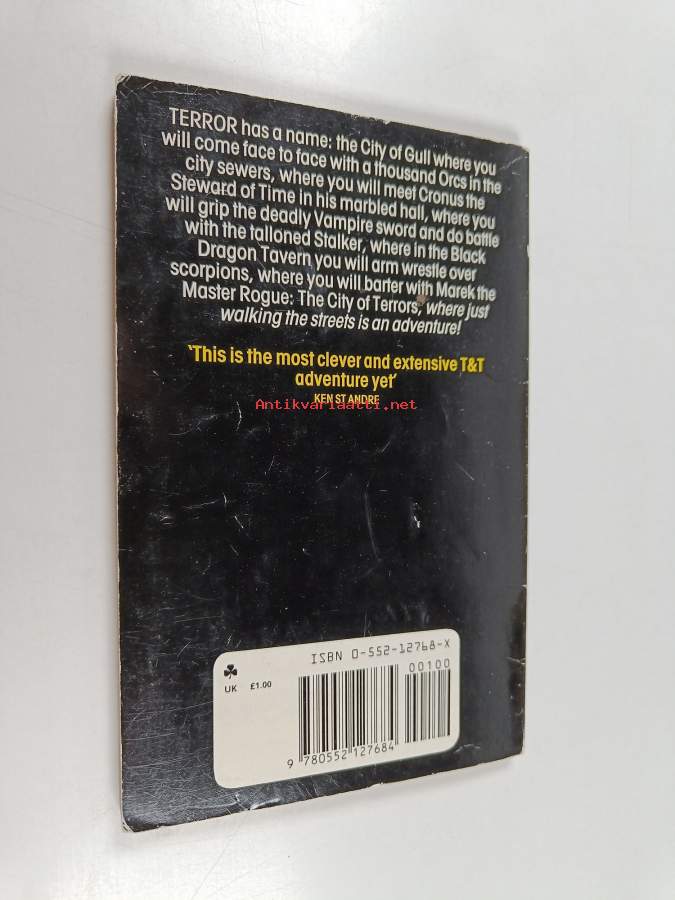 TERROR has a name: the City of Gull where you
will come face to face with a thousand Orcs in the
city sewers, where you will meet Cronus the
Steward of Time in his marbled hall, where you
will grip the deadly Vampire sword and do battle
with the talloned Stalker, where in the Black
Dragon Tavern you will arm wrestle over
scorpions, where you will barter with Marek the
Master Rogue: The City of Terrors, where just
walking the streets is an adventure!
'This is the most clever and extensive T&T
adventure yet'
KEN ST ANDRE
Antikvariaatti.net
ISBN 0-552-12768-X
00100
UK £1.00
9 780552 127684